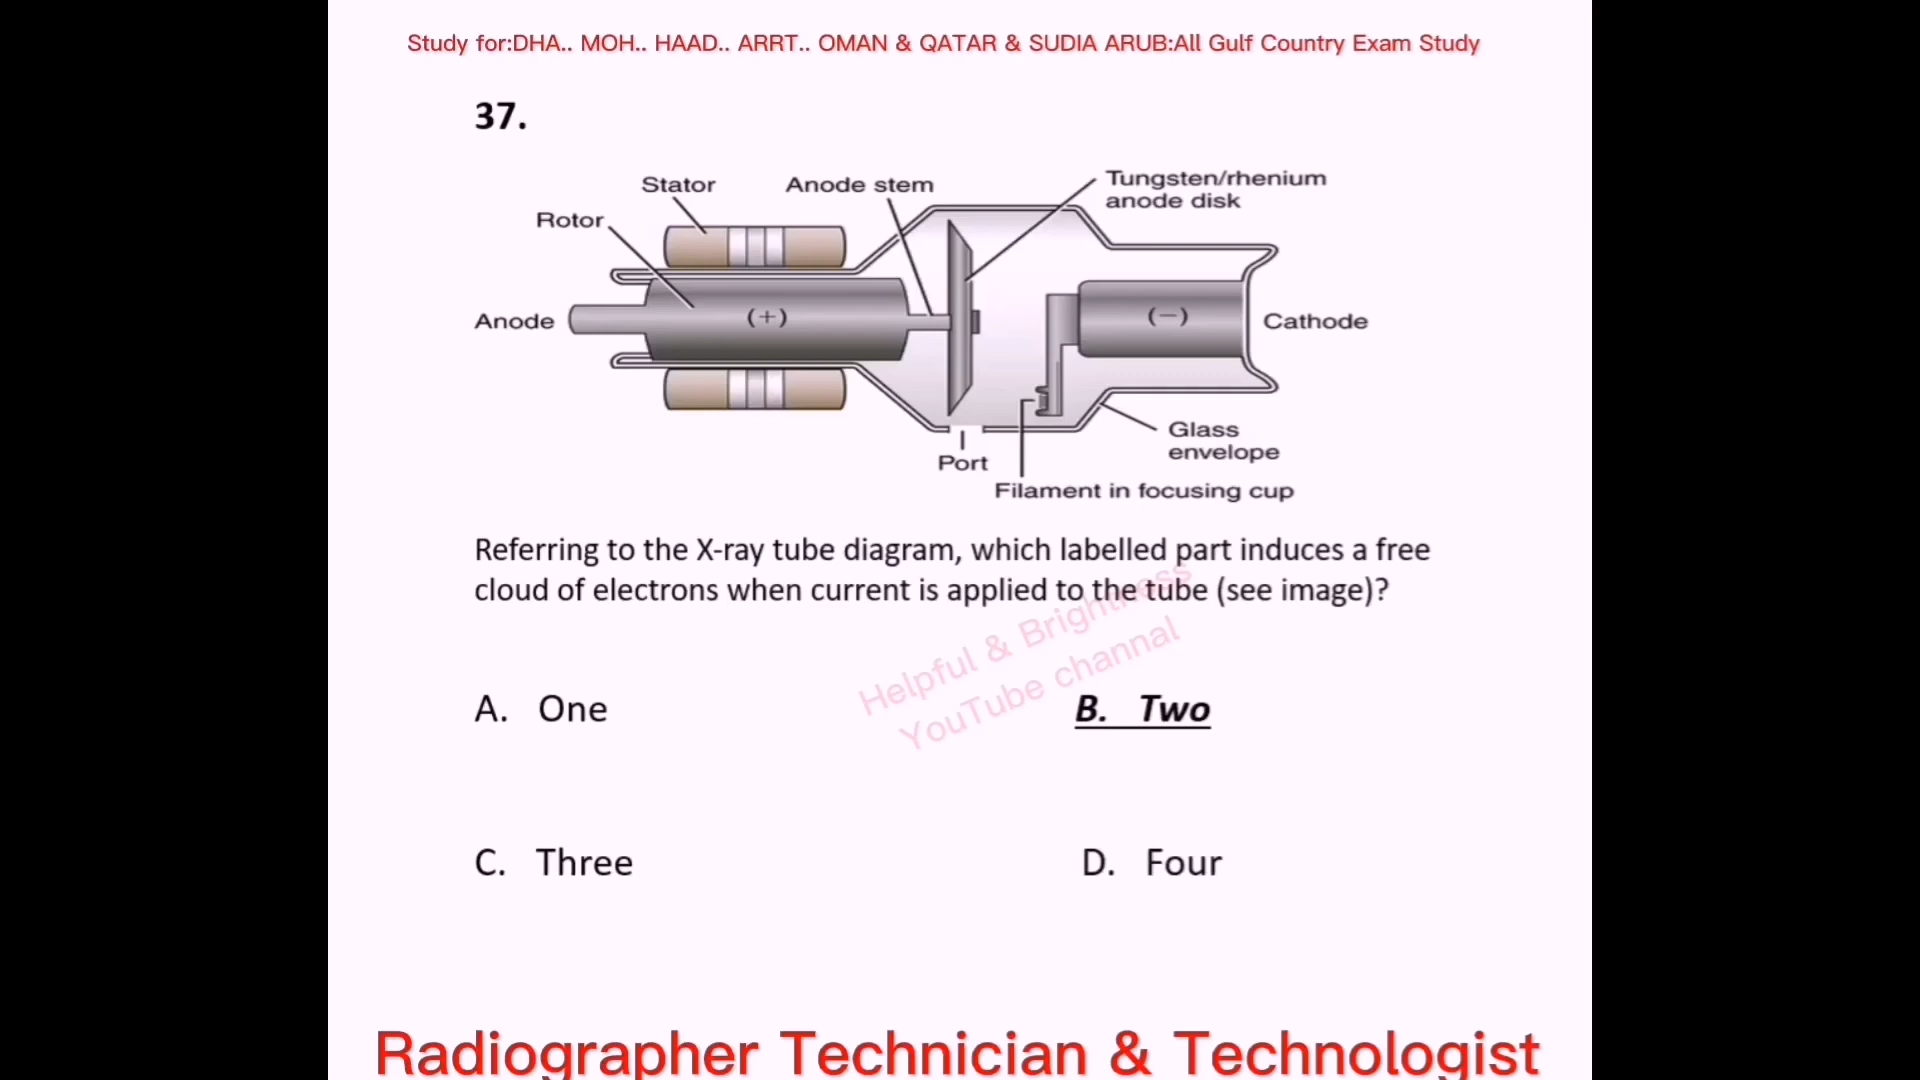 Study for:DHA.. MOH.. HAAD.. ARRT.. OMAN & QATAR & SUDIA ARUB:All Gulf Country Exam Study
37.
Stator
Anode stem
Tungsten/rhenium
anode disk
Rotor
Anode
(+)
(−)
Cathode
Glass
envelope
Port
Filament in focusing cup
Referring to the X-ray tube diagram, which labelled part induces a free
cloud of electrons when current is applied to the tube (see image)?
Helpful & Brightness
YouTube channal
A. One
B. Two
C. Three
D. Four
Radiographer Technician & Technologist